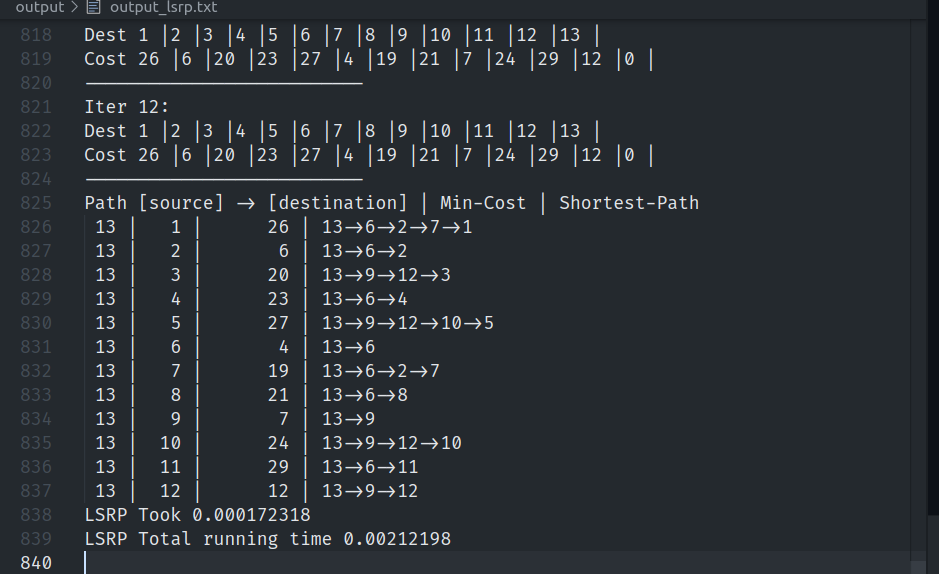 output > output_lsrp.txt
818 Dest 1 |2 |3 |4 |5 |6 |7 |8 |9 |10 |11 |12 |13 |
819 Cost 26 |6 |20 |23 |27 |4 |19 |21 |7 |24 |29 |12 |0 |
820 --------------------------
821 Iter 12:
822 Dest 1 |2 |3 |4 |5 |6 |7 |8 |9 |10 |11 |12 |13 |
823 Cost 26 |6 |20 |23 |27 |4 |19 |21 |7 |24 |29 |12 |0 |
824 --------------------------
825 Path [source] -> [destination] | Min-Cost | Shortest-Path
826 13 | 1 | 26 | 13->6->2->7->1
827 13 | 2 | 6 | 13->6->2
828 13 | 3 | 20 | 13->9->12->3
829 13 | 4 | 23 | 13->6->4
830 13 | 5 | 27 | 13->9->12->10->5
831 13 | 6 | 4 | 13->6
832 13 | 7 | 19 | 13->6->2->7
833 13 | 8 | 21 | 13->6->8
834 13 | 9 | 7 | 13->9
835 13 | 10 | 24 | 13->9->12->10
836 13 | 11 | 29 | 13->6->11
837 13 | 12 | 12 | 13->9->12
838 LSRP Took 0.000172318
839 LSRP Total running time 0.00212198
840